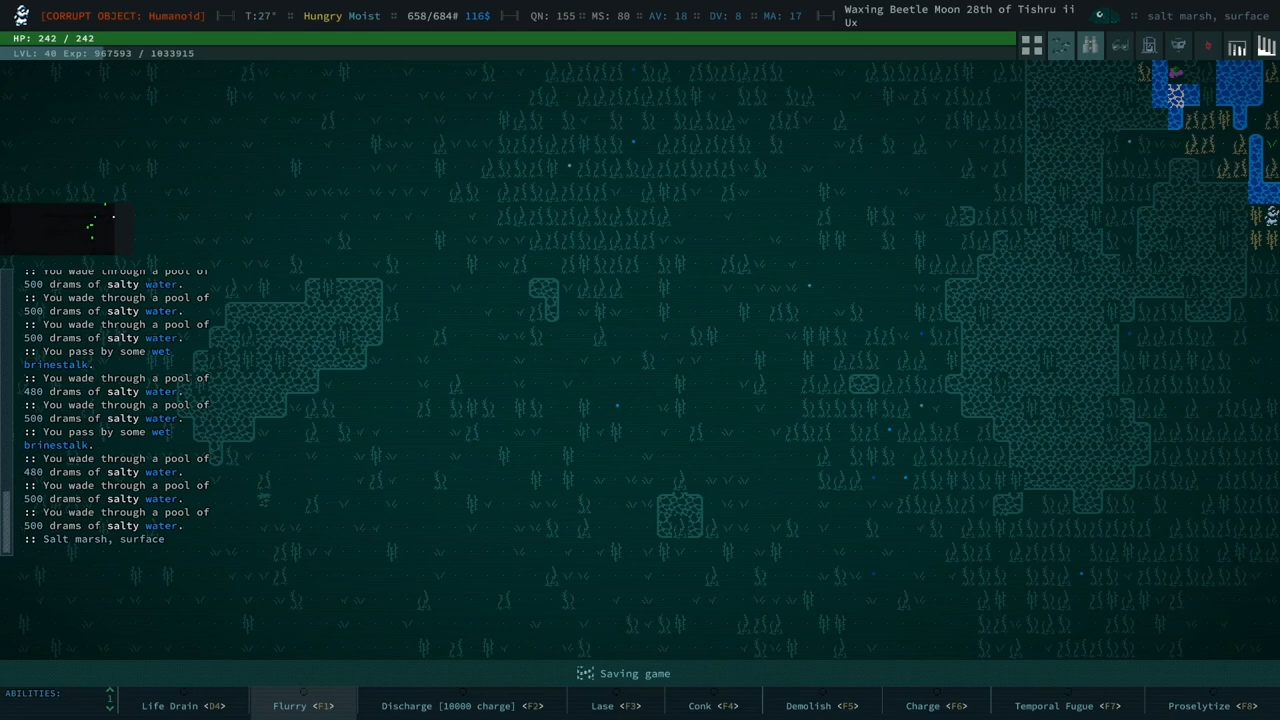 [CORRUPT OBJECT: Humanoid] T:27° :: Hungry Moist :: 658/684# 116$ QN: 155 :: MS: 80 :: AV: 18 :: DV: 8 :: MA: 17 Waxing Beetle Moon 28th of Tishru ii Ux :: salt marsh, surface
HP: 242 / 242
LVL: 40 Exp: 967593 / 1033915
:: You wade through a pool of
500 drams of salty water.
:: You wade through a pool of
500 drams of salty water.
:: You wade through a pool of
500 drams of salty water.
:: You pass by some wet
brinestalk.
:: You wade through a pool of
480 drams of salty water.
:: You wade through a pool of
500 drams of salty water.
:: You pass by some wet
brinestalk.
:: You wade through a pool of
480 drams of salty water.
:: You wade through a pool of
500 drams of salty water.
:: You wade through a pool of
500 drams of salty water.
:: Salt marsh, surface
Saving game
ABILITIES: 1 Life Drain <D4> Flurry <F1> Discharge [10000 charge] <F2> Lase <F3> Conk <F4> Demolish <F5> Charge <F6> Temporal Fugue <F7> Proselytize <F8>